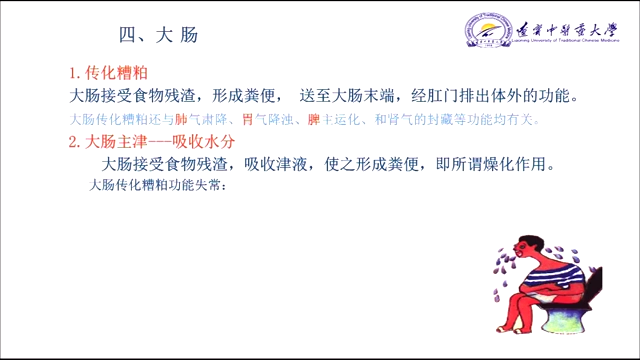 四、大 肠
辽宁中医药大学
Liaoning University of Traditional Chinese Medicine
1. 传化糟粕
大肠接受食物残渣，形成粪便， 送至大肠末端，经肛门排出体外的功能。
大肠传化糟粕还与肺气肃降、胃气降浊、脾主运化、和肾气的封藏等功能均有关。
2. 大肠主津---吸收水分
大肠接受食物残渣，吸收津液，使之形成粪便，即所谓燥化作用。
大肠传化糟粕功能失常：